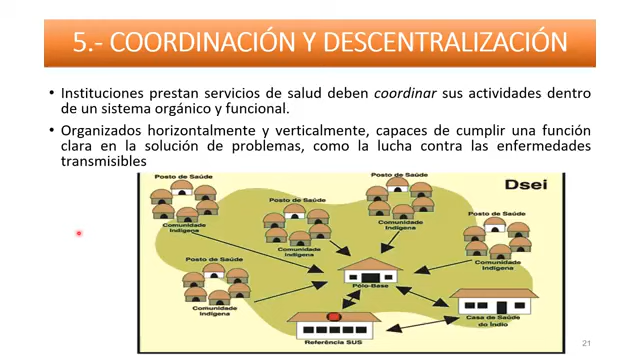 5.- COORDINACIÓN Y DESCENTRALIZACIÓN
• Instituciones prestan servicios de salud deben coordinar sus actividades dentro
de un sistema orgánico y funcional.
• Organizados horizontalmente y verticalmente, capaces de cumplir una función
clara en la solución de problemas, como la lucha contra las enfermedades
transmisibles
Dsei
Posto de Saúde
Comunidade
Indígena
Posto de Saúde
Comunidade
Indígena
Posto de Saúde
Comunidade
Indígena
Posto de Saúde
Comunidade
Indígena
Posto de Saúde
Comunidade
Indígena
Pólo-Base
Referência SUS
Casa de Saúde
do Índio
21